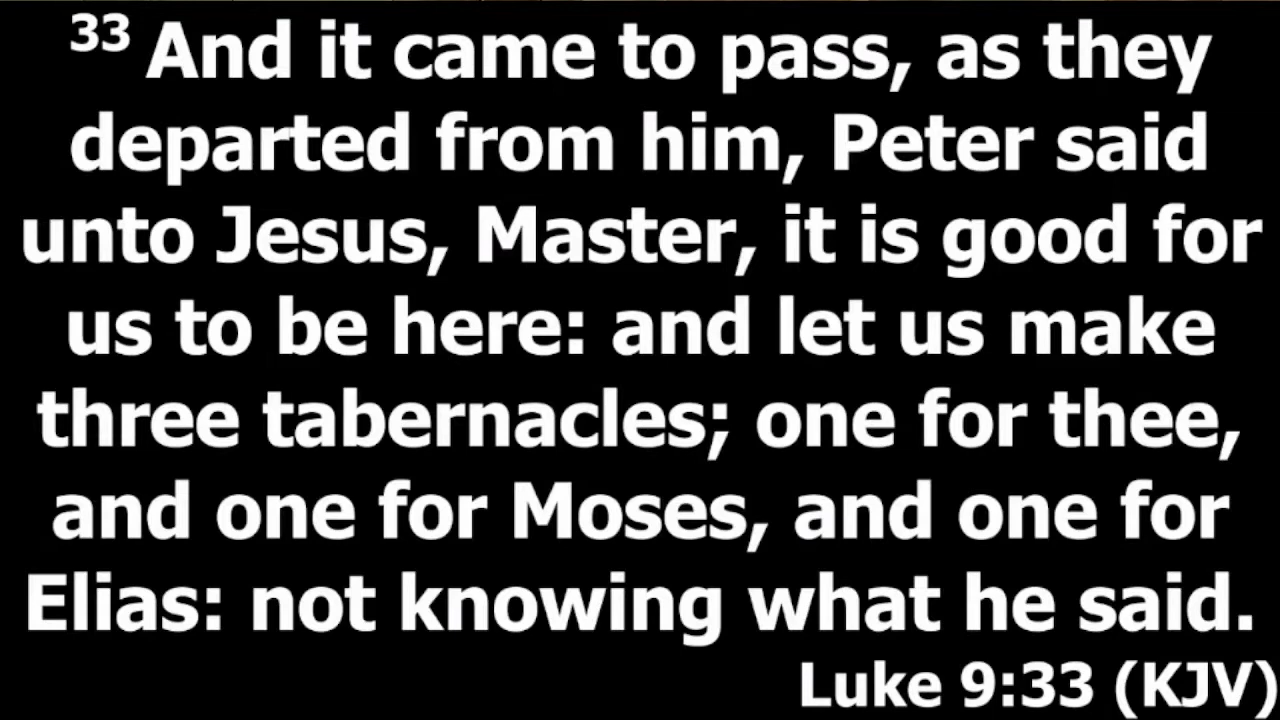 33 And it came to pass, as they
departed from him, Peter said
unto Jesus, Master, it is good for
us to be here: and let us make
three tabernacles; one for thee,
and one for Moses, and one for
Elias: not knowing what he said.
Luke 9:33 (KJV)